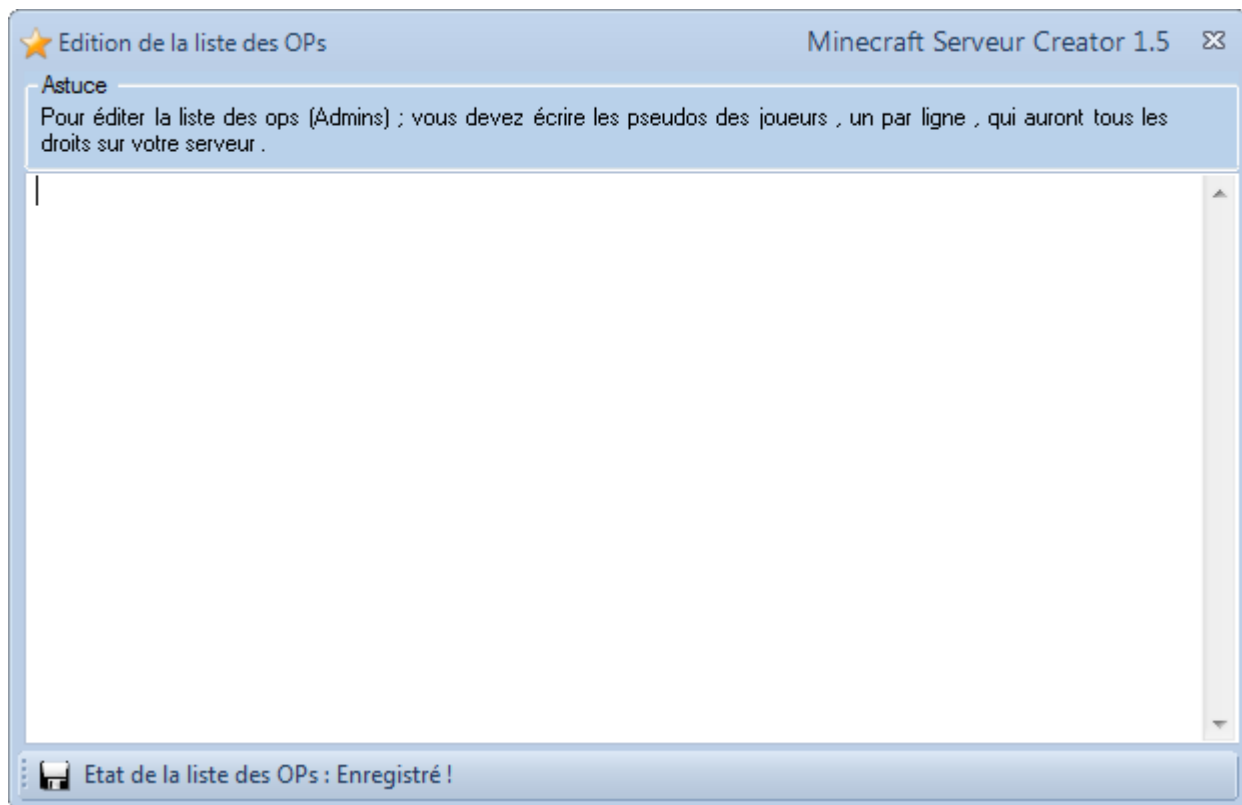 Edition de la liste des OPs Minecraft Serveur Creator 1.5
Astuce
Pour éditer la liste des ops (Admins) ; vous devez écrire les pseudos des joueurs , un par ligne , qui auront tous les
droits sur votre serveur .
Etat de la liste des OPs : Enregistré !